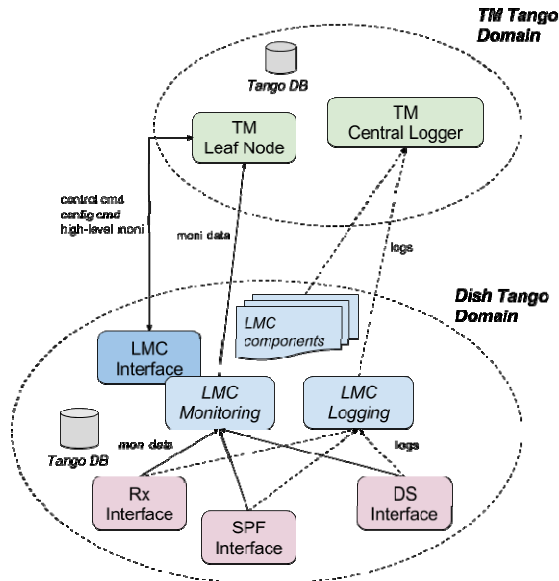 TM Tango
Domain
Tango DB
TM
Leaf Node
TM
Central Logger
control cmd
config cmd
high-level moni
moni data
logs
Dish Tango
Domain
LMC
components
LMC
Interface
LMC
Monitoring
LMC
Logging
Tango DB
mon data
logs
Rx
Interface
SPF
Interface
DS
Interface